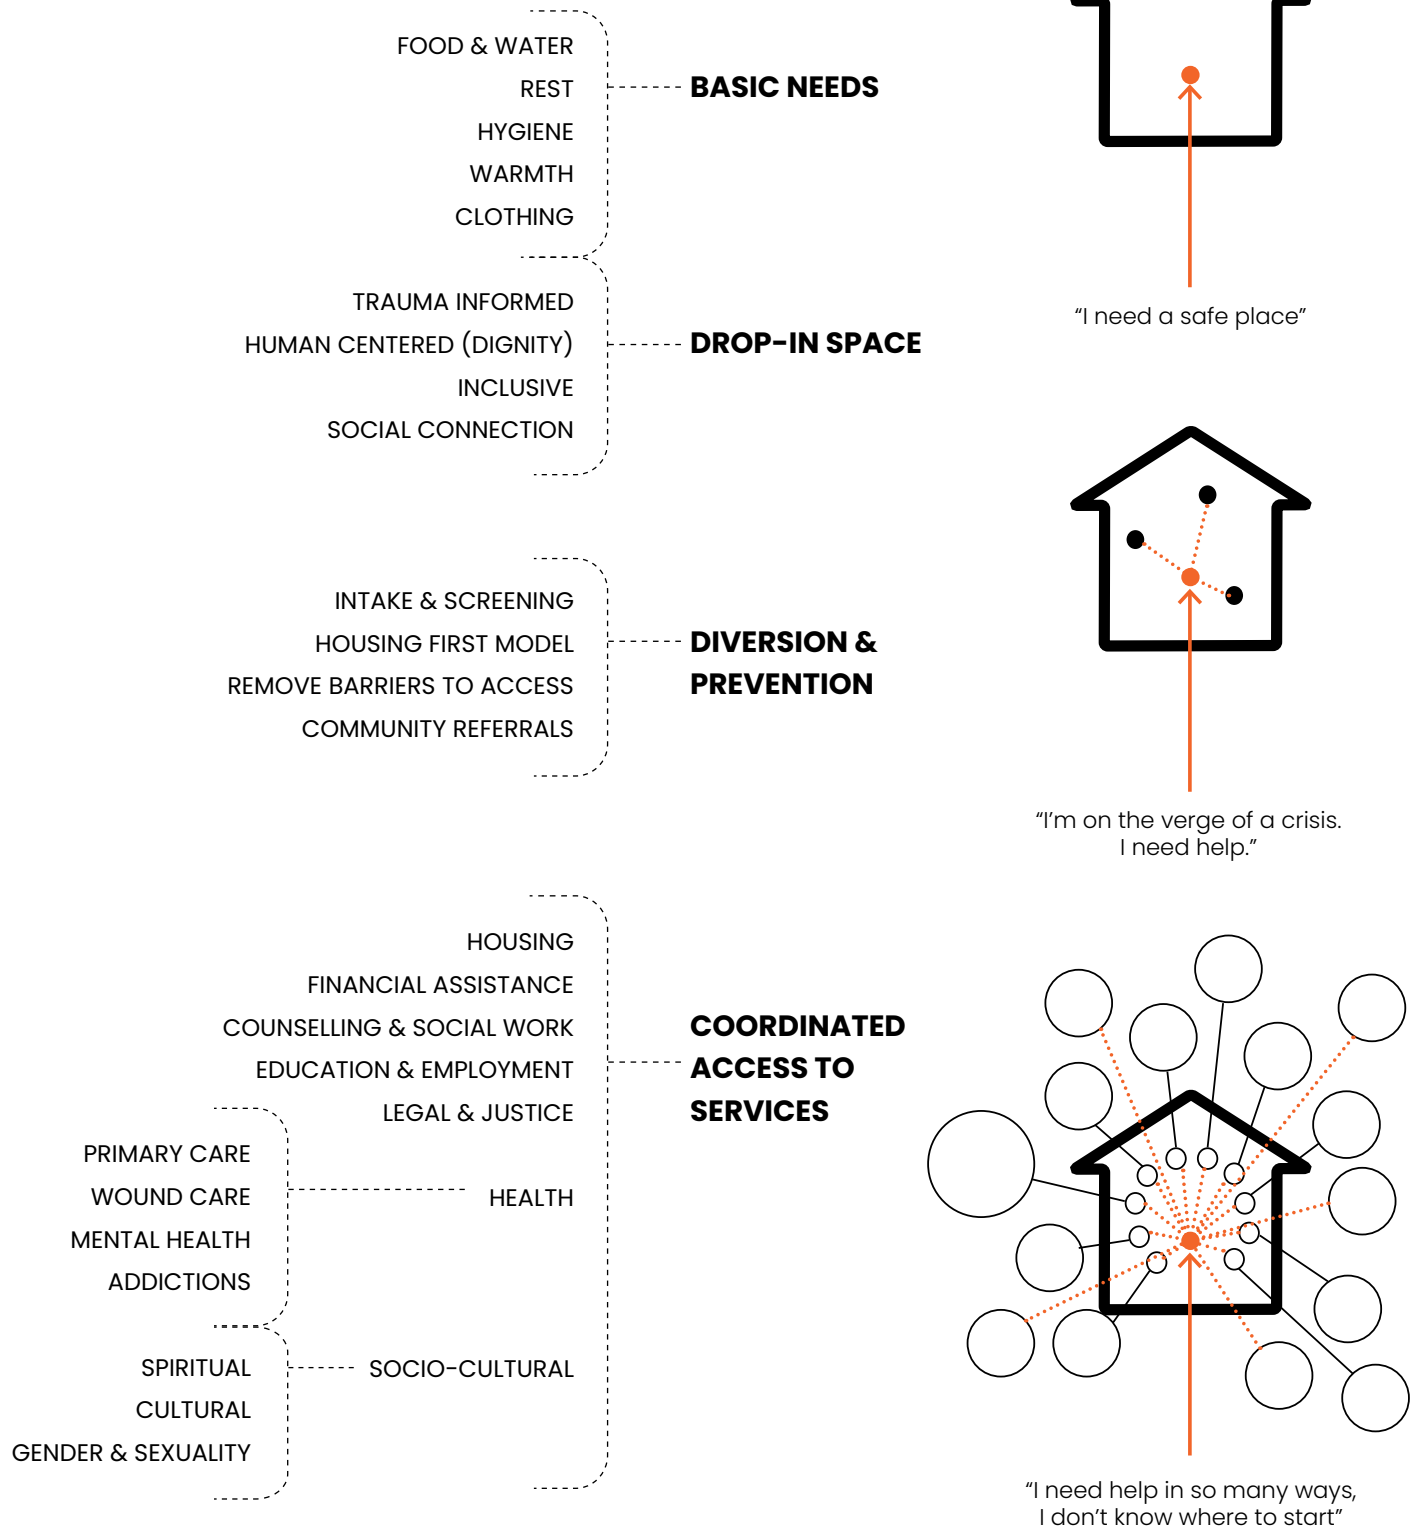 FOOD & WATER
REST
HYGIENE
WARMTH
CLOTHING
BASIC NEEDS
“I need a safe place”
TRAUMA INFORMED
HUMAN CENTERED (DIGNITY)
INCLUSIVE
SOCIAL CONNECTION
DROP-IN SPACE
INTAKE & SCREENING
HOUSING FIRST MODEL
REMOVE BARRIERS TO ACCESS
COMMUNITY REFERRALS
DIVERSION &
PREVENTION
“I’m on the verge of a crisis.
I need help.”
HOUSING
FINANCIAL ASSISTANCE
COUNSELLING & SOCIAL WORK
EDUCATION & EMPLOYMENT
LEGAL & JUSTICE
COORDINATED
ACCESS TO
SERVICES
PRIMARY CARE
WOUND CARE
MENTAL HEALTH
ADDICTIONS
HEALTH
SPIRITUAL
CULTURAL
GENDER & SEXUALITY
SOCIO-CULTURAL
“I need help in so many ways,
I don’t know where to start”